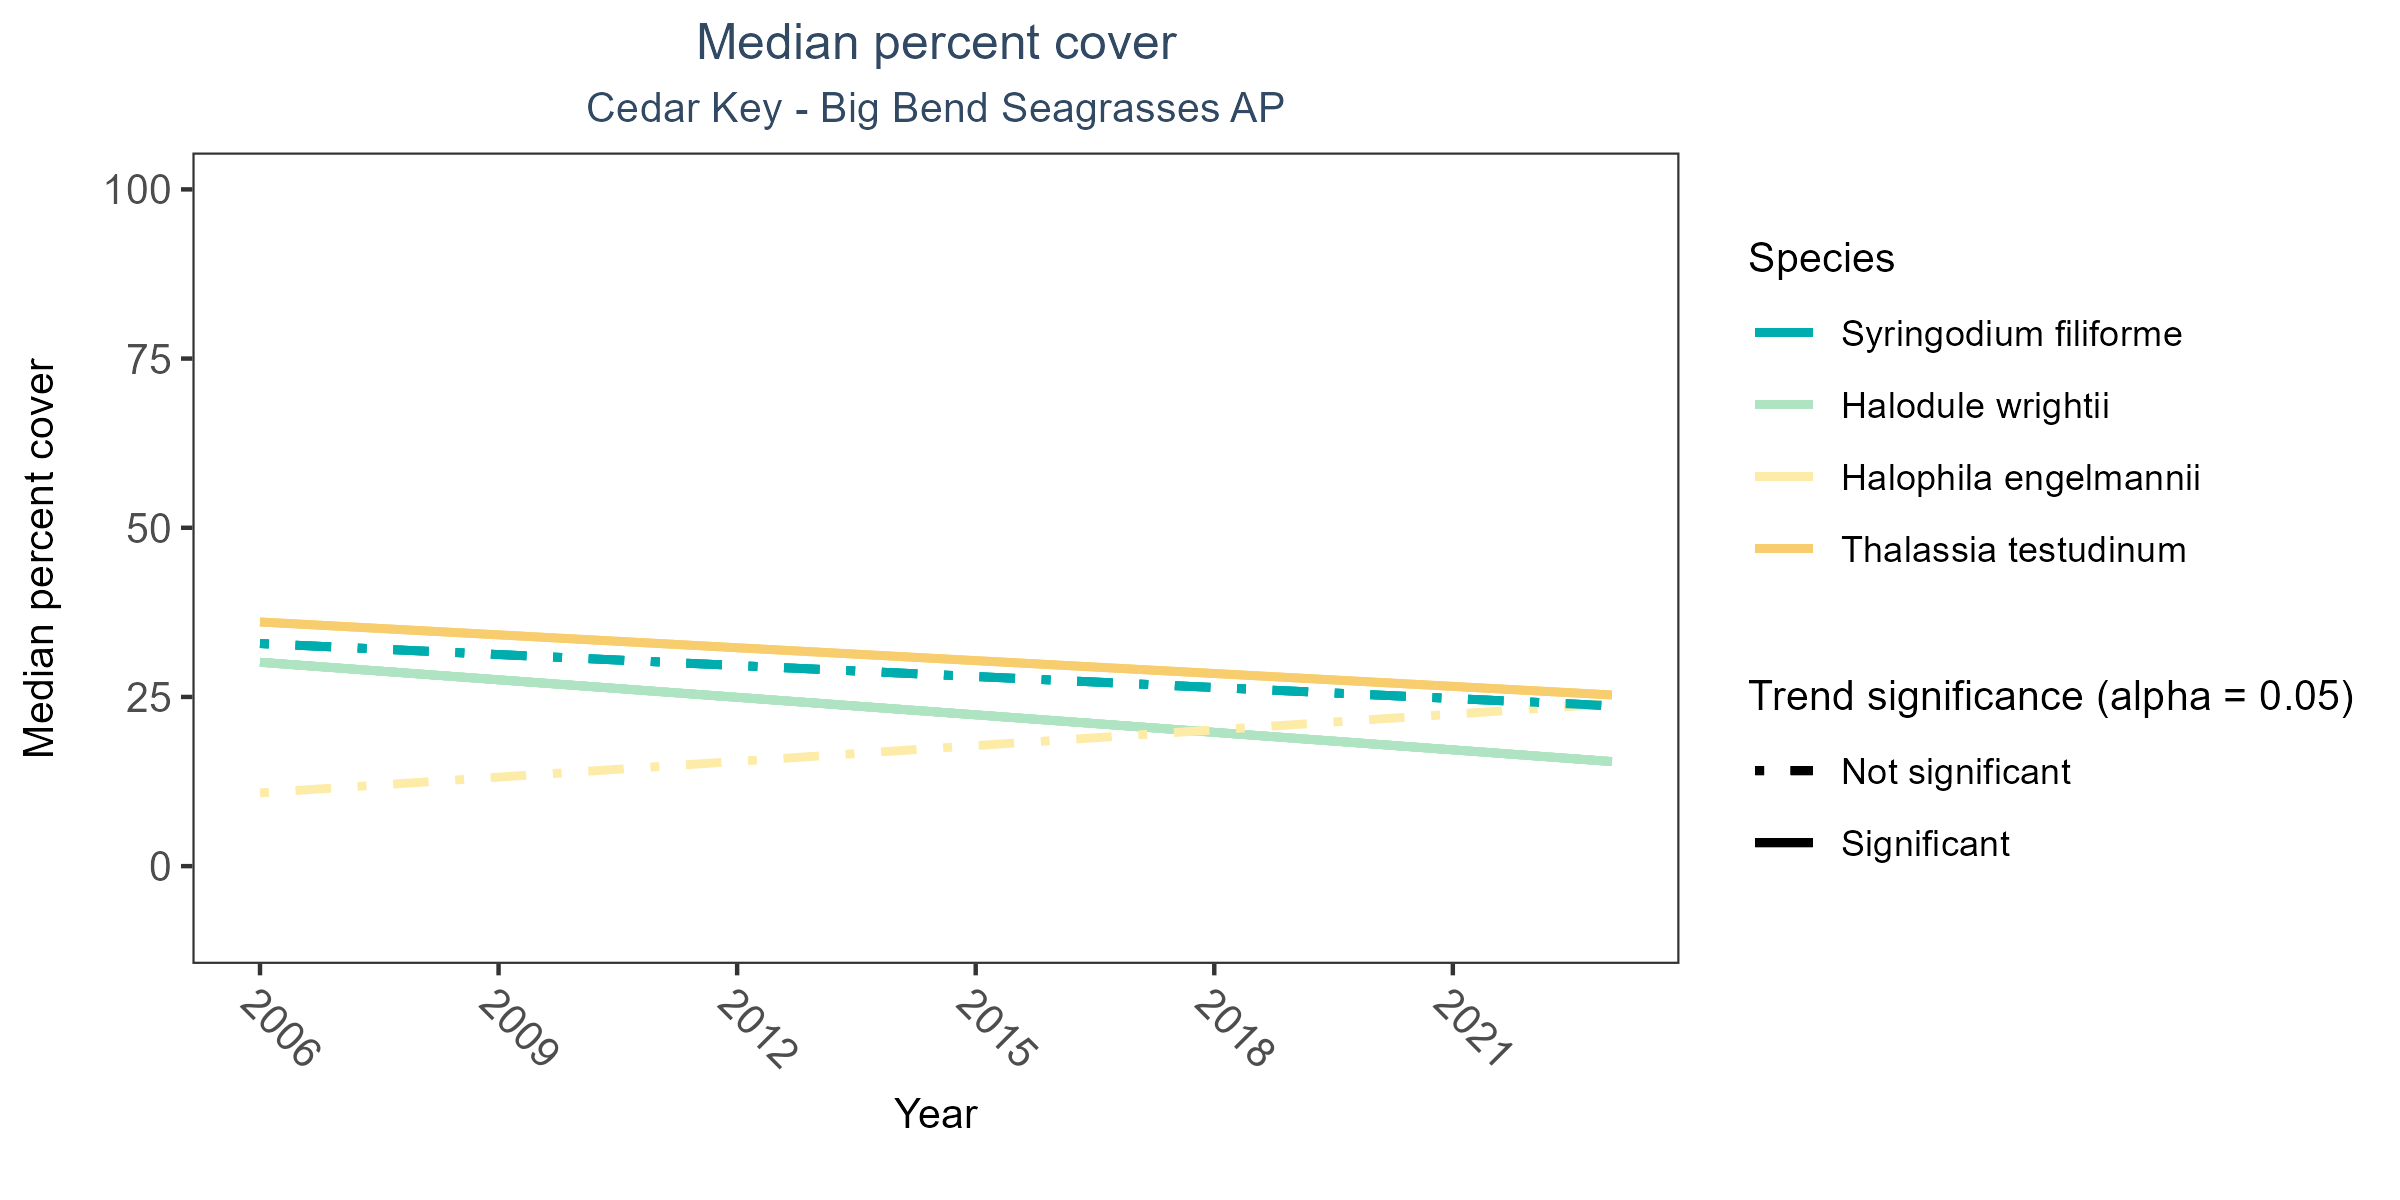 Median percent cover
Cedar Key - Big Bend Seagrasses AP
Median percent cover
100
75
50
25
0
2006
2009
2012
2015
2018
2021
Year
Species
Syringodium filiforme
Halodule wrightii
Halophila engelmannii
Thalassia testudinum
Trend significance (alpha = 0.05)
Not significant
Significant